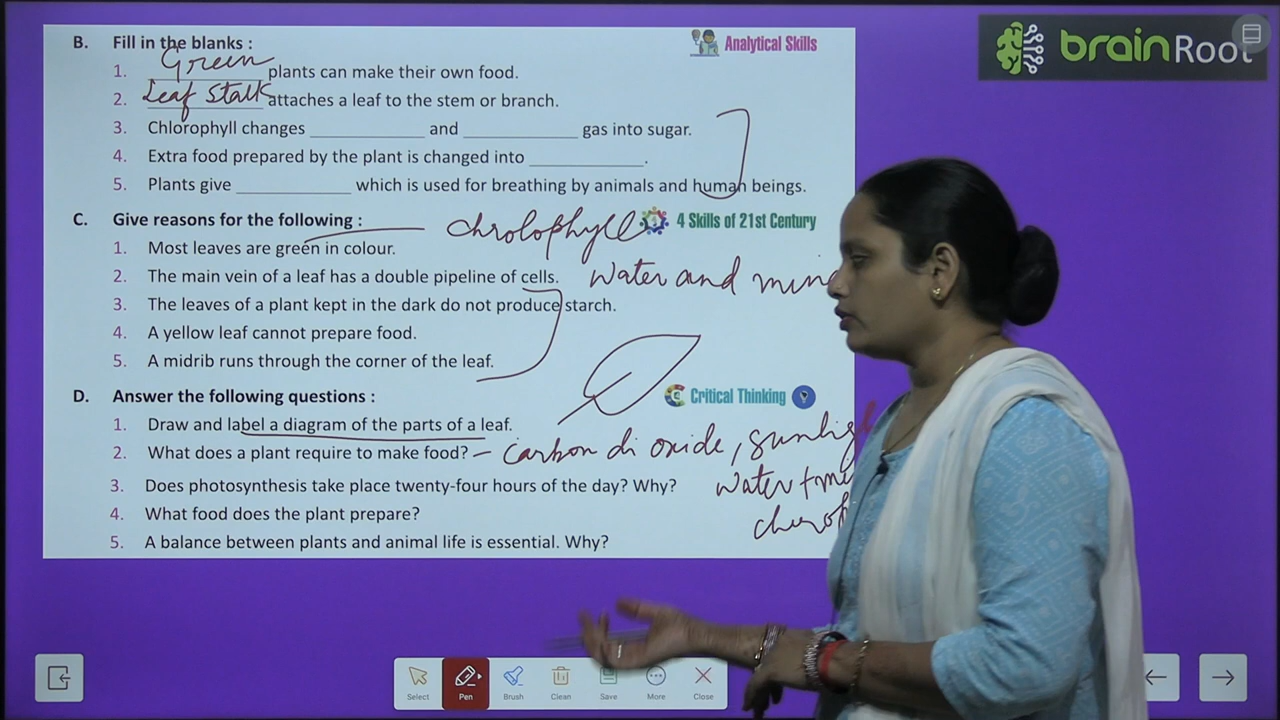 B. Fill in the blanks :
Analytical Skills
brainRoot
1. Green plants can make their own food.
2. Leaf Stalk attaches a leaf to the stem or branch.
3. Chlorophyll changes ____________ and ____________ gas into sugar.
4. Extra food prepared by the plant is changed into ____________.
5. Plants give ____________ which is used for breathing by animals and human beings.
C. Give reasons for the following :
chrolophyll
4 Skills of 21st Century
1. Most leaves are green in colour.
2. The main vein of a leaf has a double pipeline of cells.
Water and min
3. The leaves of a plant kept in the dark do not produce starch.
4. A yellow leaf cannot prepare food.
5. A midrib runs through the corner of the leaf.
D. Answer the following questions :
Critical Thinking
1. Draw and label a diagram of the parts of a leaf.
2. What does a plant require to make food? – Carbon di oxide, sunligh
3. Does photosynthesis take place twenty-four hours of the day? Why?
Water +
4. What food does the plant prepare?
5. A balance between plants and animal life is essential. Why?
Select Pen Brush Clean Save More Close